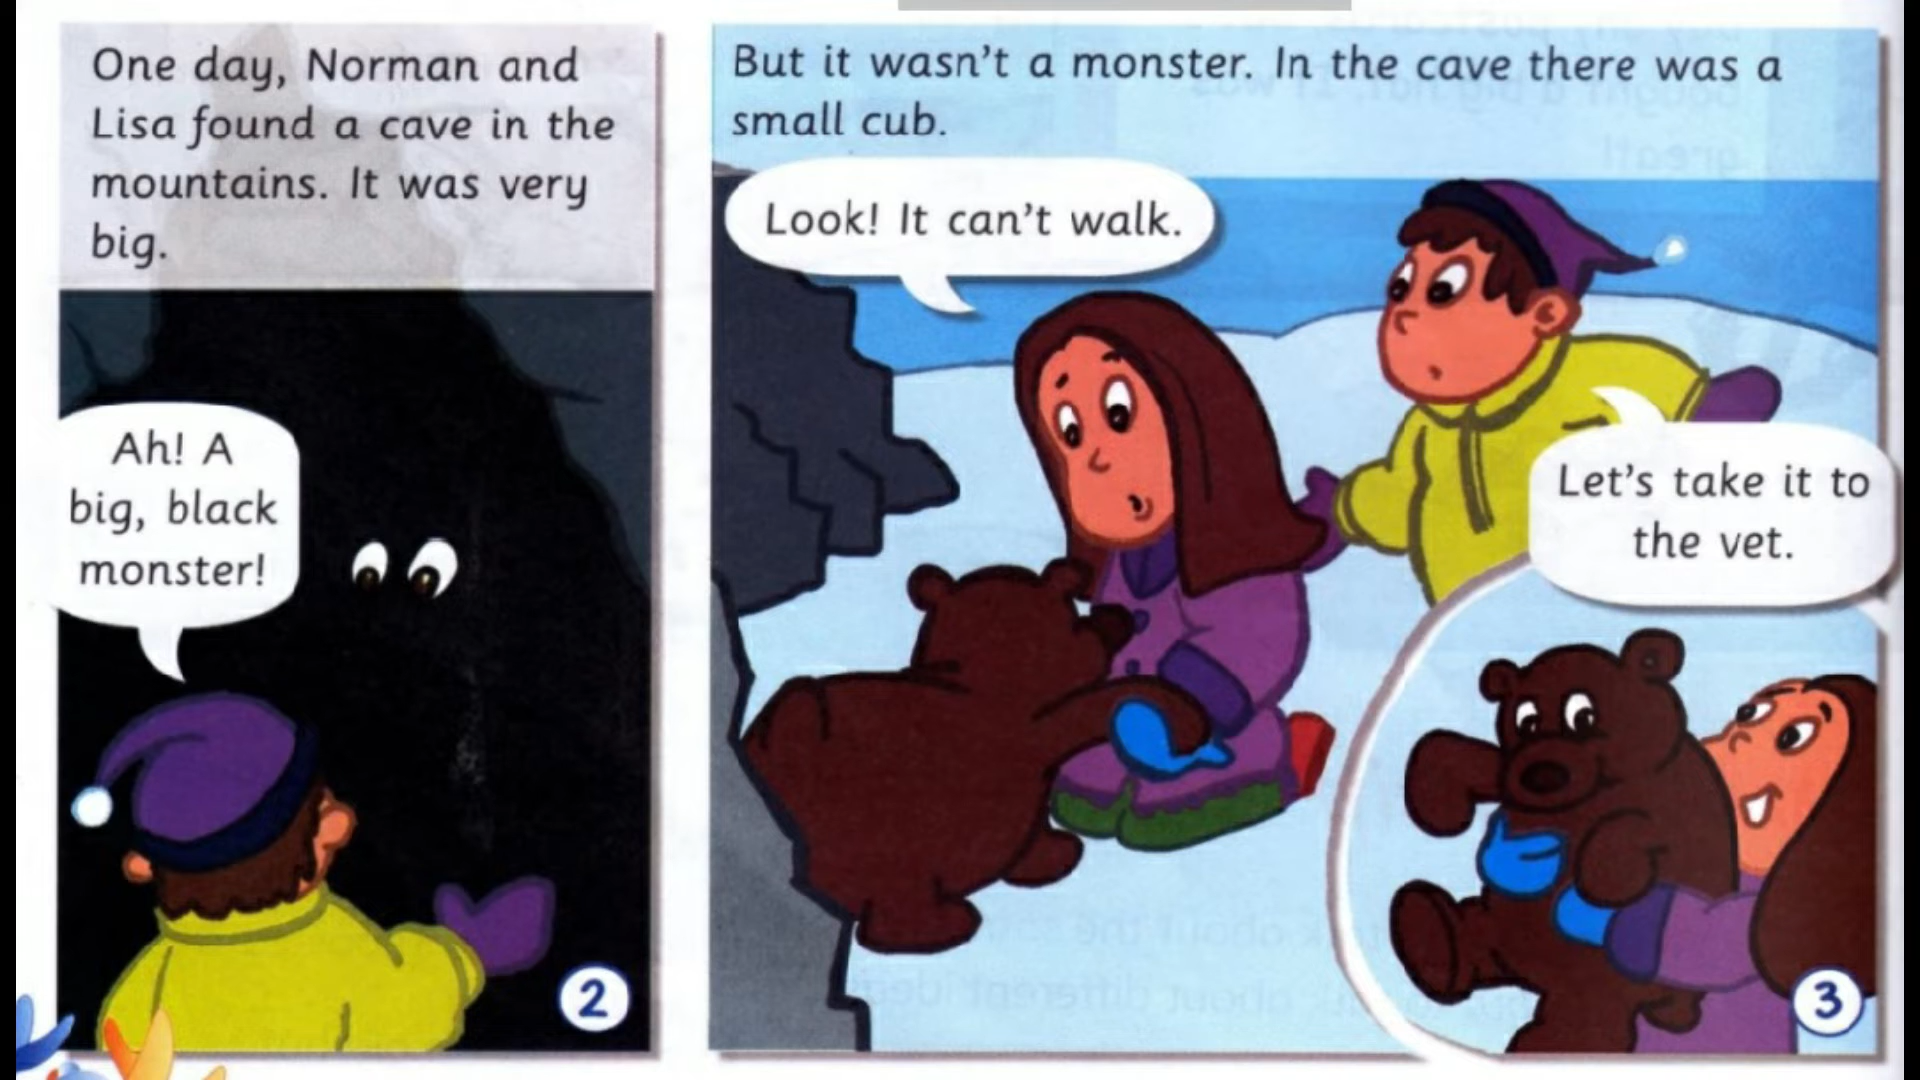 One day, Norman and
Lisa found a cave in the
mountains. It was very
big.
Ah! A
big, black
monster!
2
But it wasn't a monster. In the cave there was a
small cub.
Look! It can't walk.
Let's take it to
the vet.
3